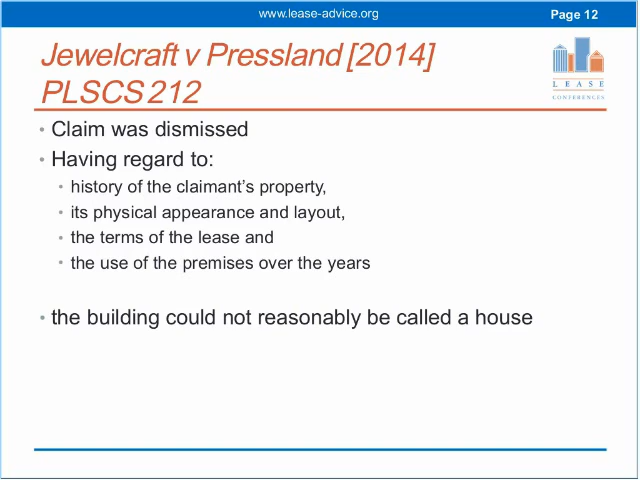 www.lease-advice.org
Page 12
Jewelcraft v Pressland [2014]
PLSCS 212
LEASE
CONFERENCES
• Claim was dismissed
• Having regard to:
• history of the claimant's property,
• its physical appearance and layout,
• the terms of the lease and
• the use of the premises over the years
• the building could not reasonably be called a house